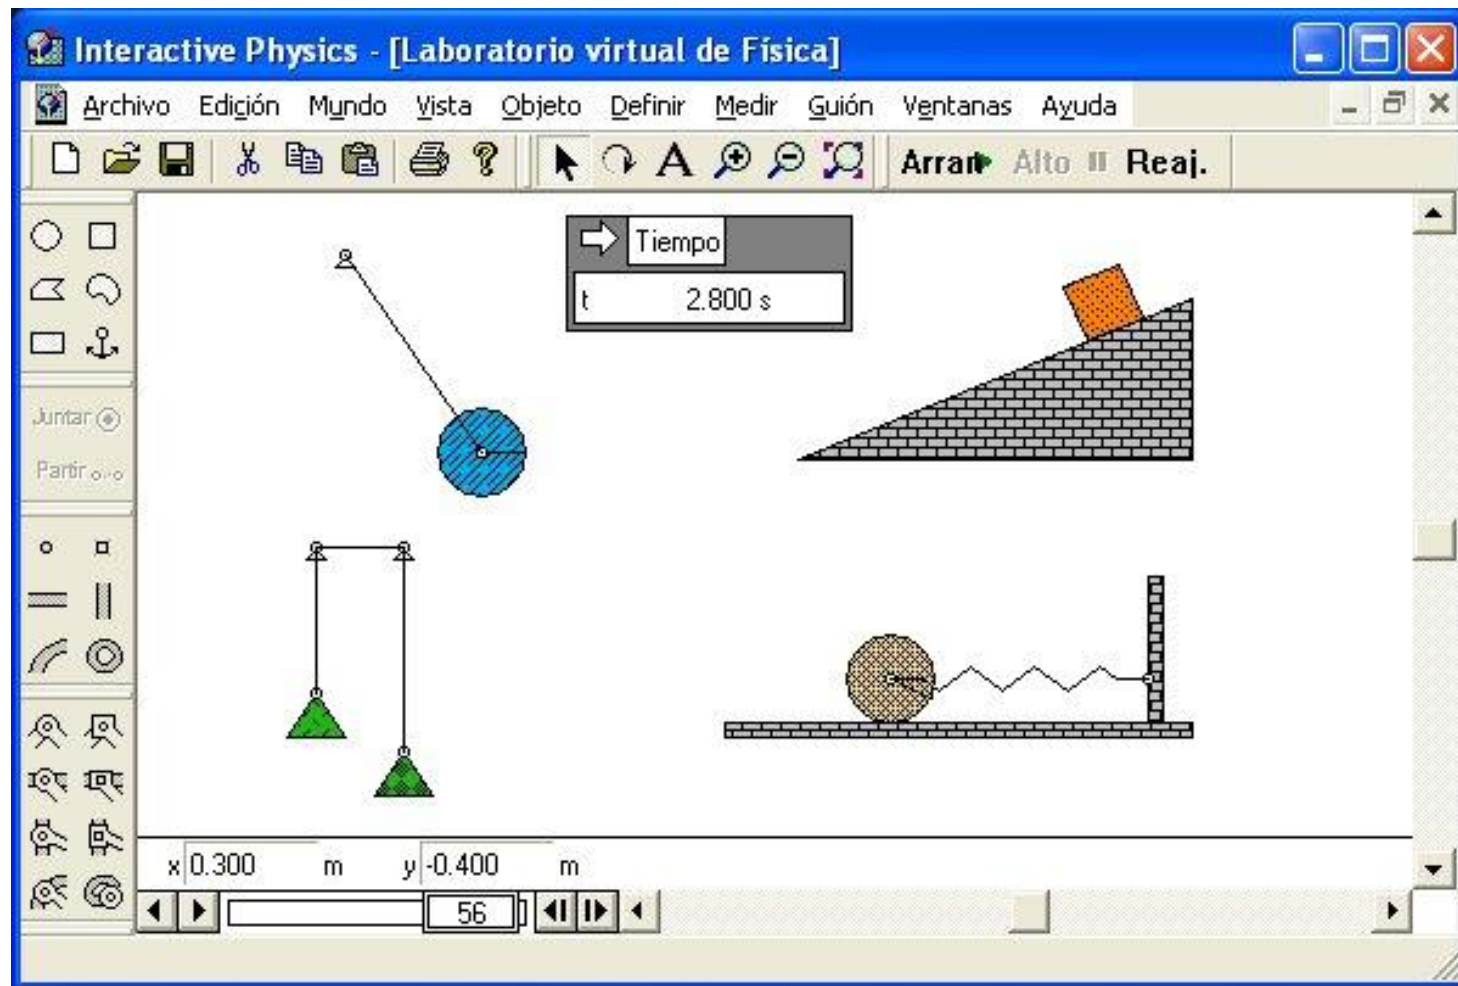 Interactive Physics - [Laboratorio virtual de Física]
Archivo Edición Mundo Vista Objeto Definir Medir Guión Ventanas Ayuda
A Arran Alto Reaj.
Tiempo
t 2.800 s
Juntar
Partir
x 0.300 m y -0.400 m
56